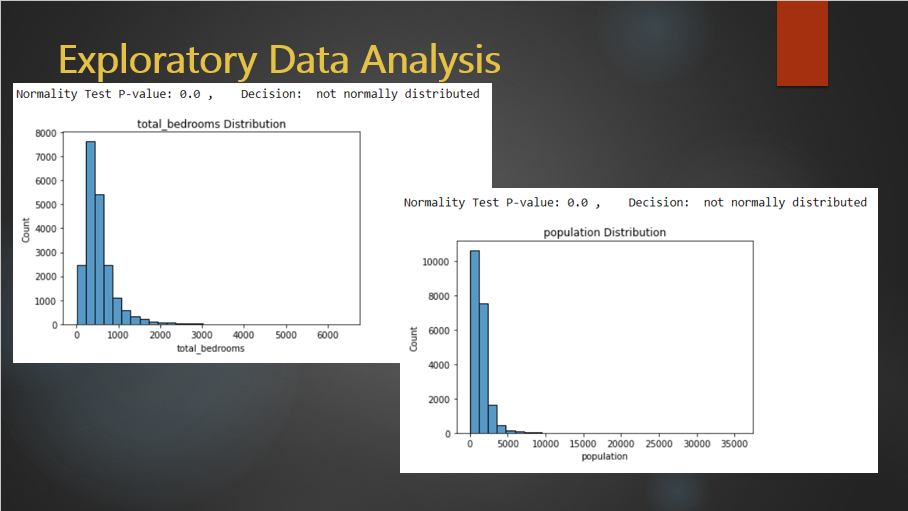 Exploratory Data Analysis
Normality Test P-value: 0.0 ,    Decision:  not normally distributed
total_bedrooms Distribution
8000
7000
6000
5000
4000
3000
2000
1000
0
Count
0 1000 2000 3000 4000 5000 6000
total_bedrooms
Normality Test P-value: 0.0 ,    Decision:  not normally distributed
population Distribution
10000
8000
6000
4000
2000
0
Count
0 5000 10000 15000 20000 25000 30000 35000
population